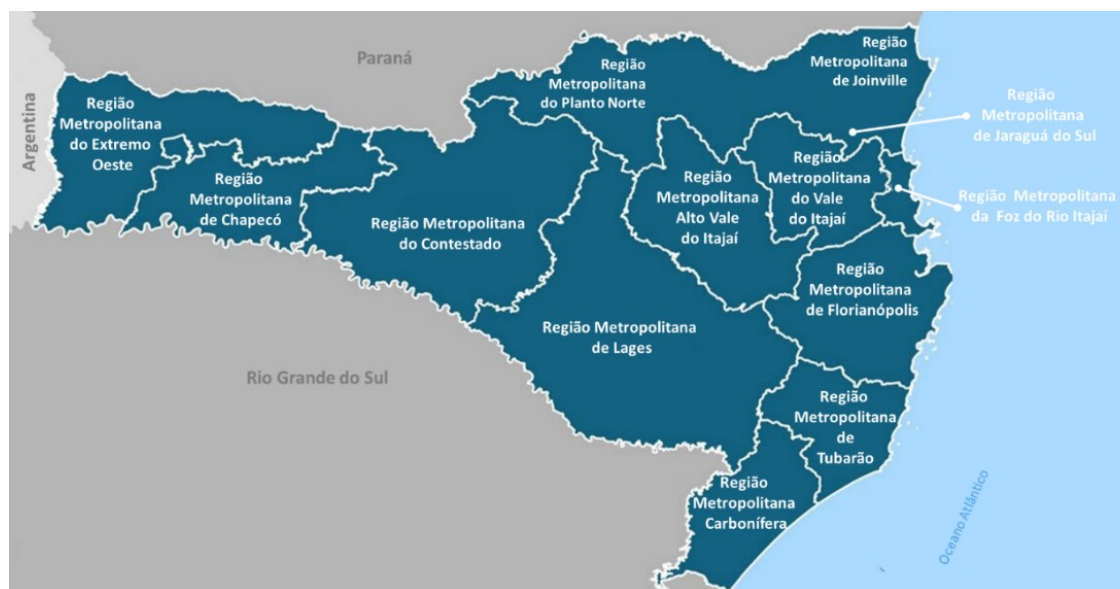 Paraná
Argentina
Região
Metropolitana
do Extremo
Oeste
Região
Metropolitana
de Chapecó
Região Metropolitana
do Contestado
Região
Metropolitana
do Planto Norte
Região
Metropolitana
de Joinville
Região
Metropolitana
de Jaraguá do Sul
Região
Metropolitana
Alto Vale
do Itajaí
Região
Metropolitana
do Vale
do Itajaí
Região Metropolitana
da Foz do Rio Itajaí
Região
Metropolitana
de Florianópolis
Região Metropolitana
de Lages
Rio Grande do Sul
Região
Metropolitana
de
Tubarão
Região
Metropolitana
Carbonífera
Oceano Atlântico